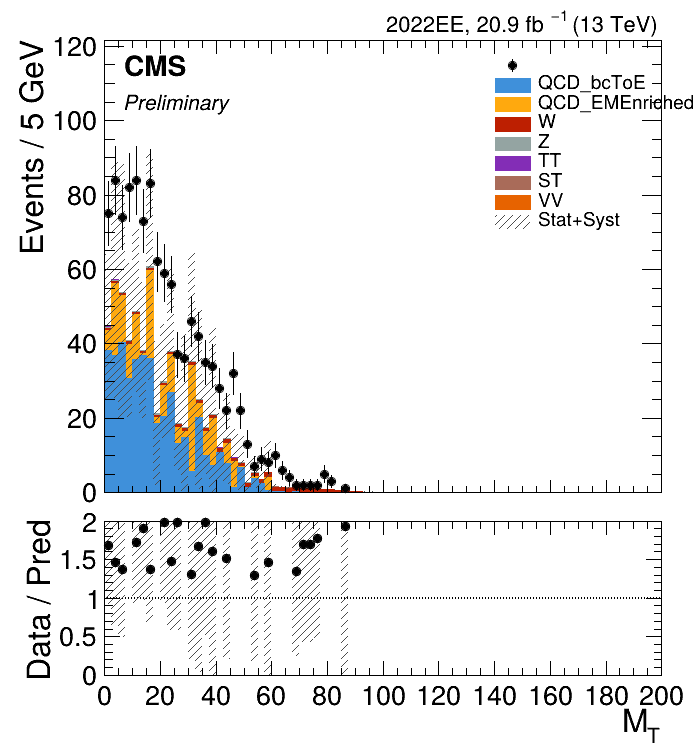 2022EE, 20.9 fb ⁻¹ (13 TeV)
CMS
Preliminary
QCD_bcToE
QCD_EMEnriched
W
Z
TT
ST
VV
Stat+Syst
Events / 5 GeV
120
100
80
60
40
20
0
Data / Pred
2
1.5
1
0.5
0
0 20 40 60 80 100 120 140 160 180 200
M_T